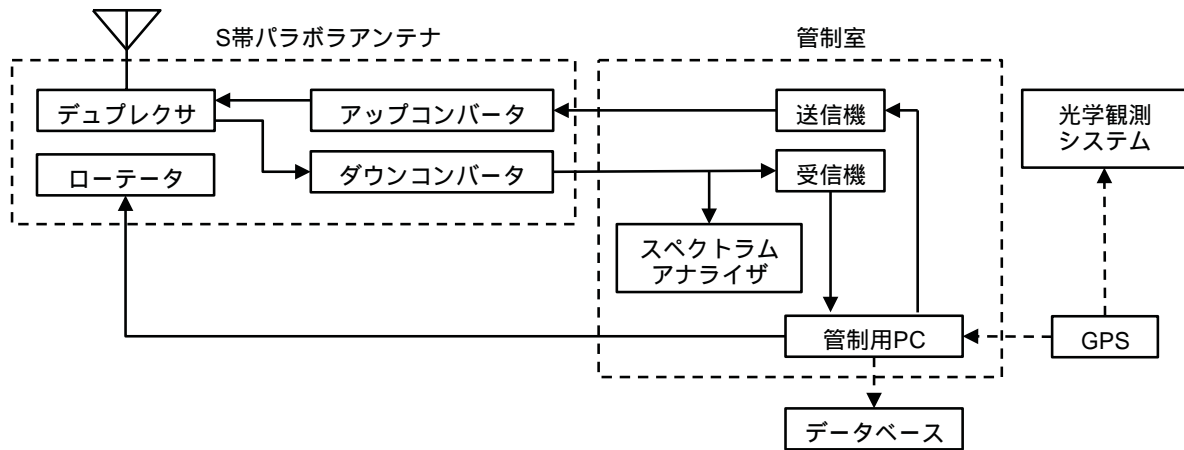 S帯パラボラアンテナ
管制室
デュプレクサ
アップコンバータ
送信機
光学観測
システム
ローテータ
ダウンコンバータ
受信機
スペクトラム
アナライザ
管制用PC
GPS
データベース